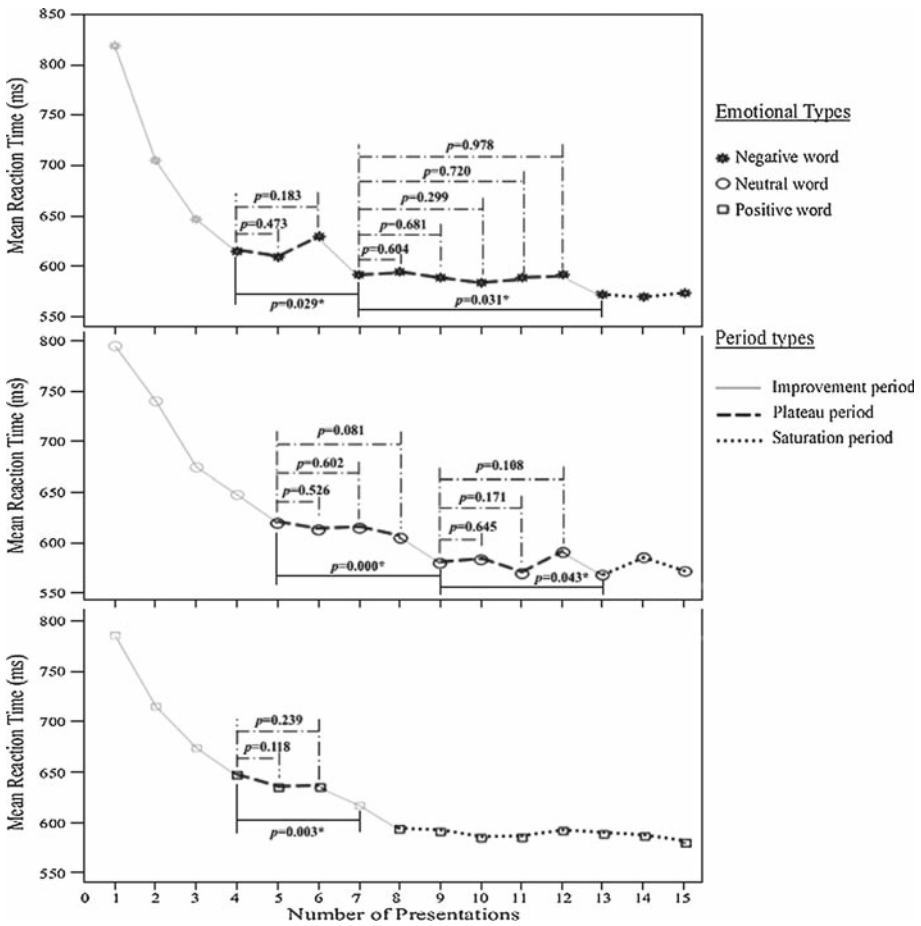 850
800
750
700
650
600
550
Mean Reaction Time (ms)
p=0.978
p=0.720
p=0.183
p=0.299
p=0.473
p=0.681
p=0.604
p=0.029*
p=0.031*
Emotional Types
Negative word
Neutral word
Positive word
800
750
700
650
600
550
Mean Reaction Time (ms)
p=0.081
p=0.602
p=0.526
p=0.108
p=0.171
p=0.645
p=0.000*
p=0.043*
Period types
Improvement period
Plateau period
Saturation period
800
750
700
650
600
550
Mean Reaction Time (ms)
p=0.239
p=0.118
p=0.003*
0 1 2 3 4 5 6 7 8 9 10 11 12 13 14 15
Number of Presentations